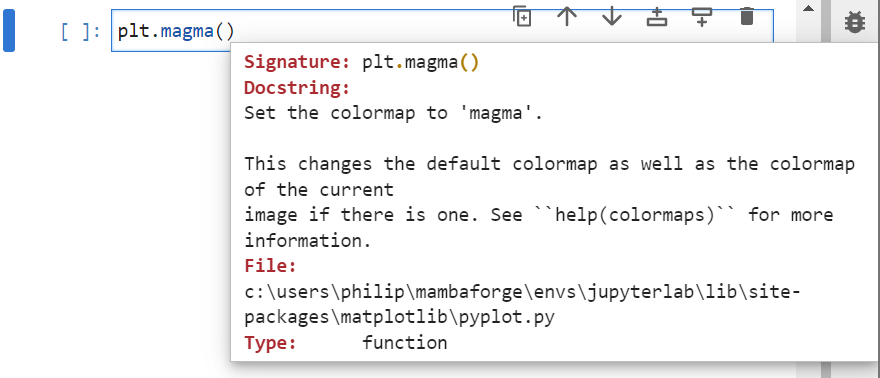 [ ]: plt.magma()
Signature: plt.magma()
Docstring:
Set the colormap to 'magma'.
This changes the default colormap as well as the colormap
of the current
image if there is one. See ``help(colormaps)`` for more
information.
File:
c:\users\philip\mambaforge\envs\jupyterlab\lib\site-
packages\matplotlib\pyplot.py
Type: function